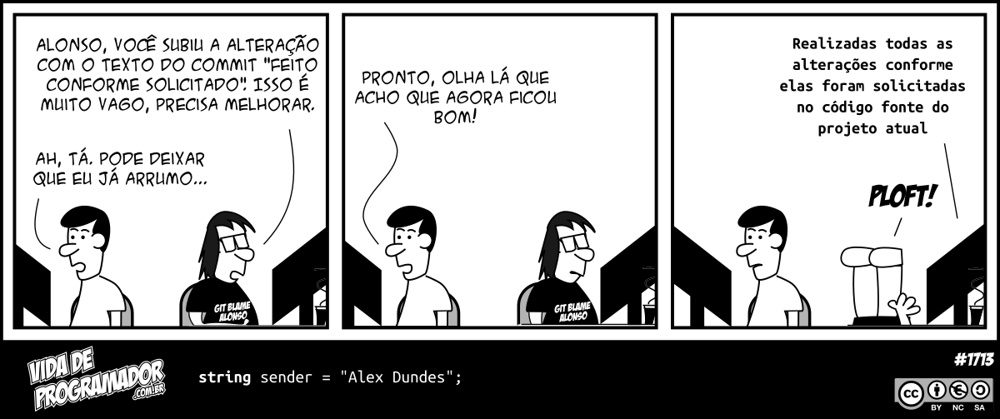 ALONSO, VOCÊ SUBIU A ALTERAÇÃO
COM O TEXTO DO COMMIT "FEITO
CONFORME SOLICITADO". ISSO É
MUITO VAGO, PRECISA MELHORAR.
AH, TÁ. PODE DEIXAR
QUE EU JÁ ARRUMO...
GIT BLAME
ALONSO
PRONTO, OLHA LÁ QUE
ACHO QUE AGORA FICOU
BOM!
GIT BLAME
ALONSO
Realizadas todas as
alterações conforme
elas foram solicitadas
no código fonte do
projeto atual
PLOFT!
VIDA DE
PROGRAMADOR
.COM.BR
string sender = "Alex Dundes";
#1713
cc
BY NC SA